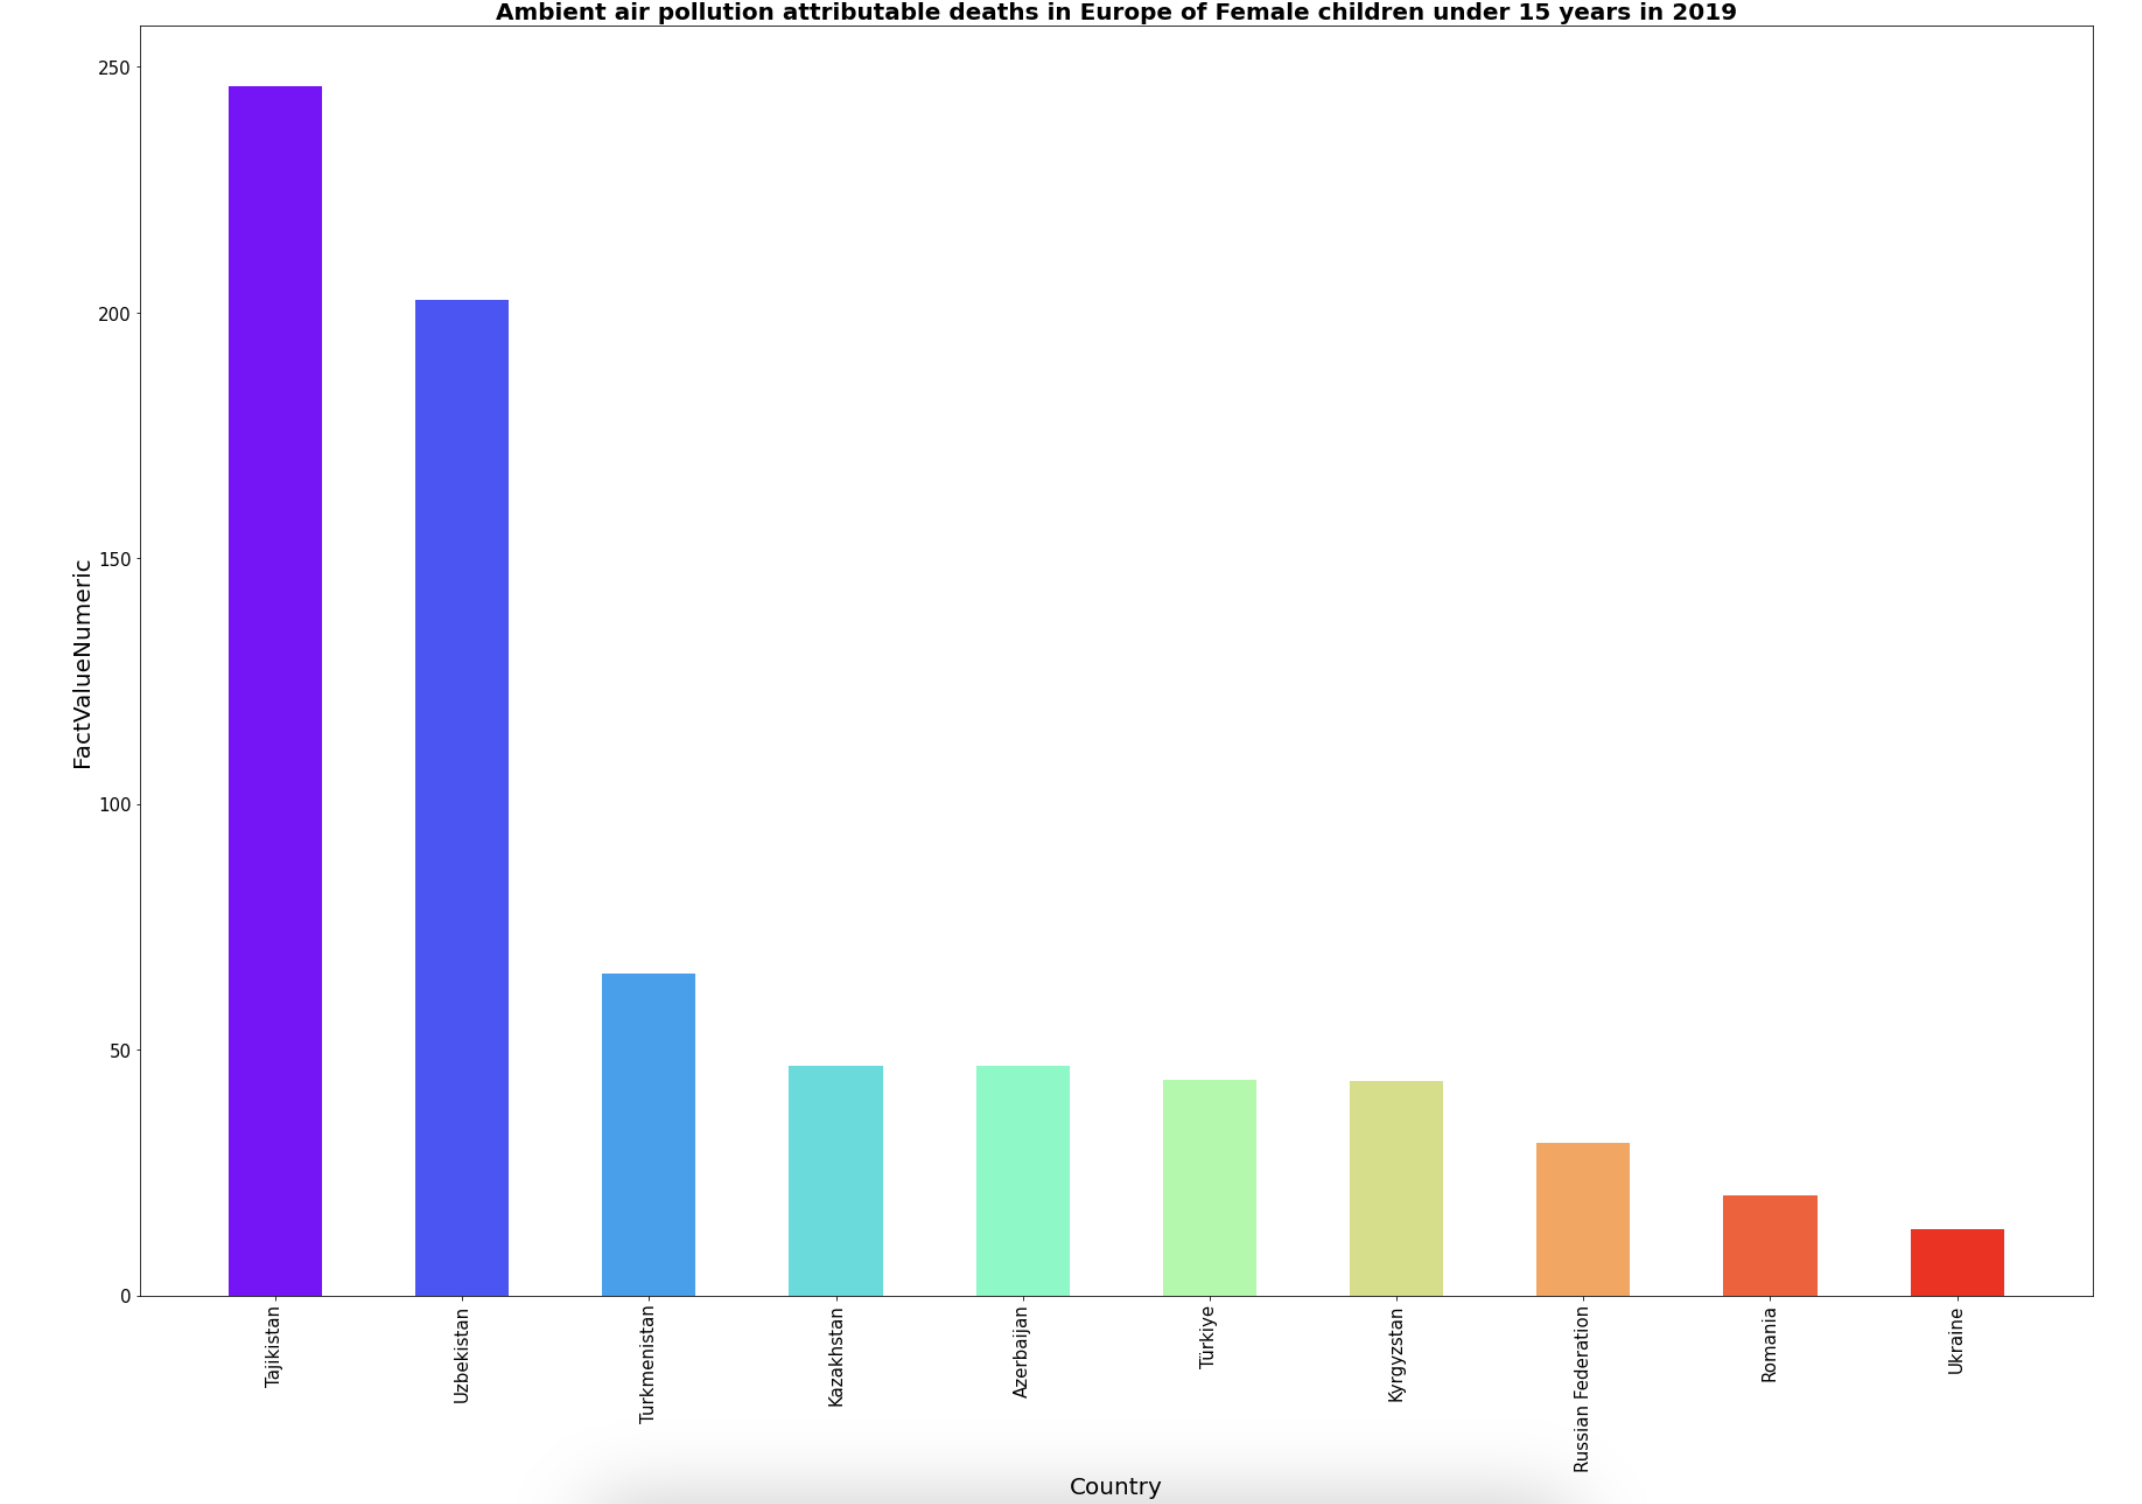 Ambient air pollution attributable deaths in Europe of Female children under 15 years in 2019
FactValueNumeric
250
200
150
100
50
0
Tajikistan
Uzbekistan
Turkmenistan
Kazakhstan
Azerbaijan
Türkiye
Kyrgyzstan
Russian Federation
Romania
Ukraine
Country